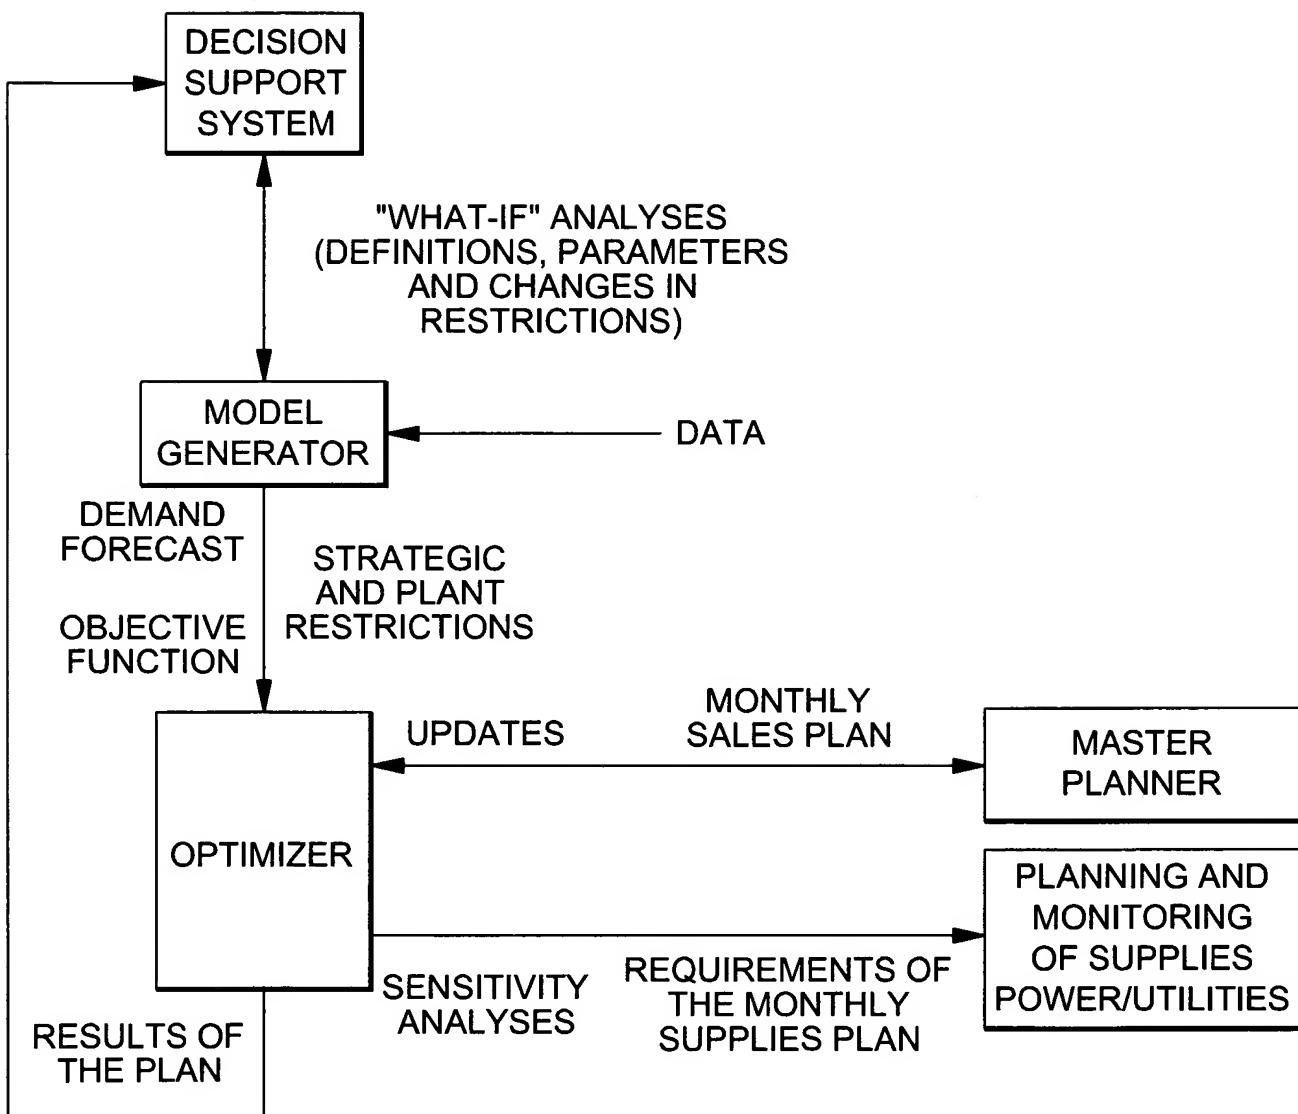 DECISION
SUPPORT
SYSTEM
"WHAT-IF" ANALYSES
(DEFINITIONS, PARAMETERS
AND CHANGES IN
RESTRICTIONS)
MODEL
GENERATOR
DATA
DEMAND
FORECAST
STRATEGIC
AND PLANT
RESTRICTIONS
OBJECTIVE
FUNCTION
OPTIMIZER
UPDATES
MONTHLY
SALES PLAN
MASTER
PLANNER
SENSITIVITY
ANALYSES
REQUIREMENTS OF
THE MONTHLY
SUPPLIES PLAN
PLANNING AND
MONITORING
OF SUPPLIES
POWER/UTILITIES
RESULTS OF
THE PLAN